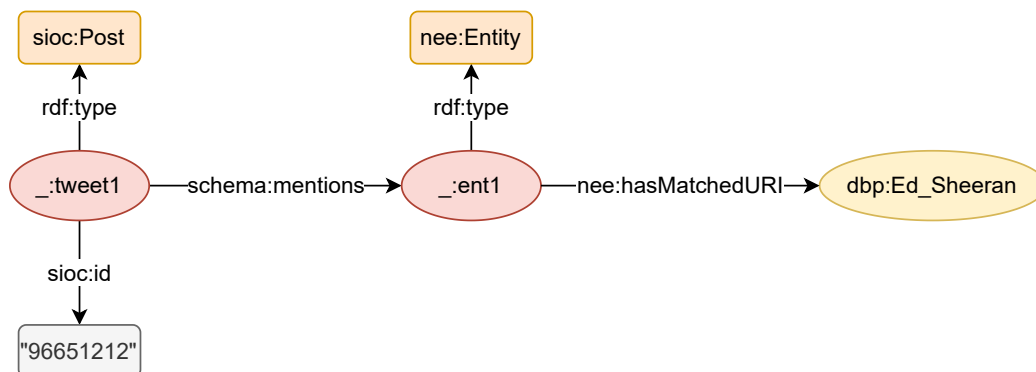 sioc:Post
nee:Entity
rdf:type
rdf:type
_:tweet1
schema:mentions
_:ent1
nee:hasMatchedURI
dbp:Ed_Sheeran
sioc:id
"96651212"